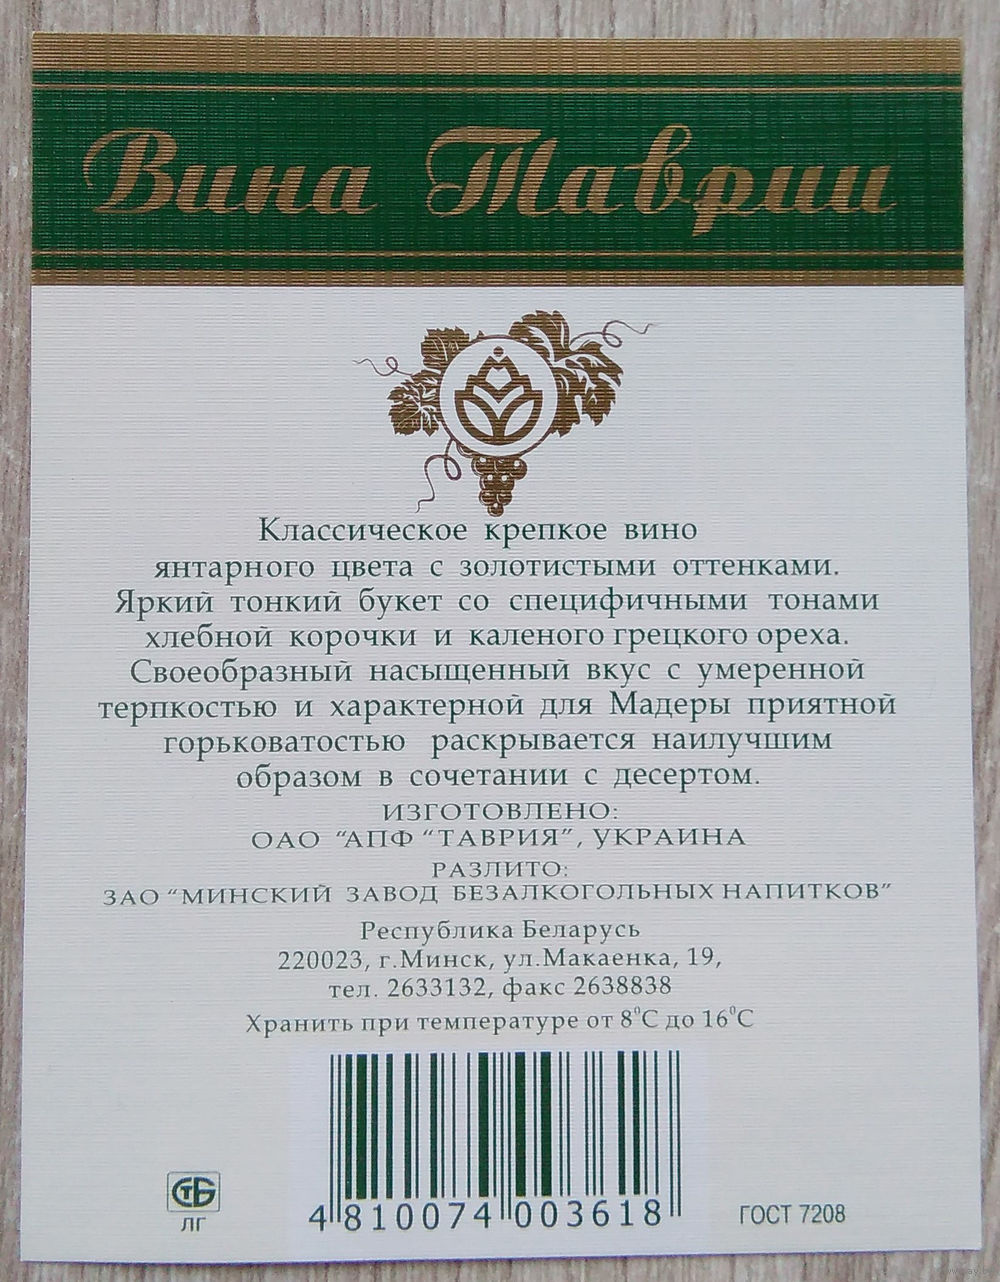 Вина Таврии
Классическое крепкое вино
янтарного цвета с золотистыми оттенками.
Яркий тонкий букет со специфичными тонами
хлебной корочки и каленого грецкого ореха.
Своеобразный насыщенный вкус с умеренной
терпкостью и характерной для Мадеры приятной
горьковатостью раскрывается наилучшим
образом в сочетании с десертом.
ИЗГОТОВЛЕНО:
ОАО "АПФ "ТАВРИЯ", УКРАИНА
РАЗЛИТО:
ЗАО "МИНСКИЙ ЗАВОД БЕЗАЛКОГОЛЬНЫХ НАПИТКОВ"
Республика Беларусь
220023, г.Минск, ул.Макаенка, 19,
тел. 2633132, факс 2638838
Хранить при температуре от 8⁰С до 16⁰С
СТБ
ЛГ
4 810074 003618
ГОСТ 7208